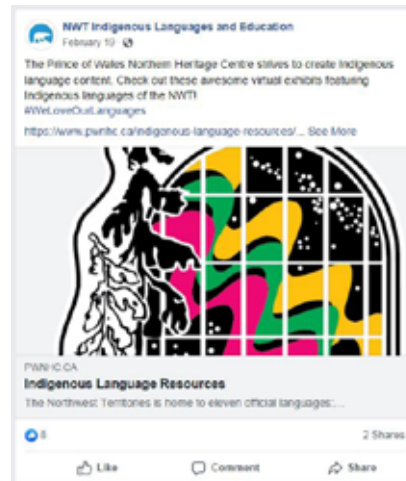 NWT Indigenous Languages and Education
February 19
The Prince of Wales Northern Heritage Centre strives to create Indigenous
language content. Check out these awesome virtual exhibits featuring
Indigenous languages of the NWT!
#WeLoveOurLanguages
https://www.pwnhc.ca/indigenous-language-resources/... See More
PWNHC.CA
Indigenous Language Resources
The Northwest Territories is home to eleven official languages:...
8
2 Shares
Like
Comment
Share